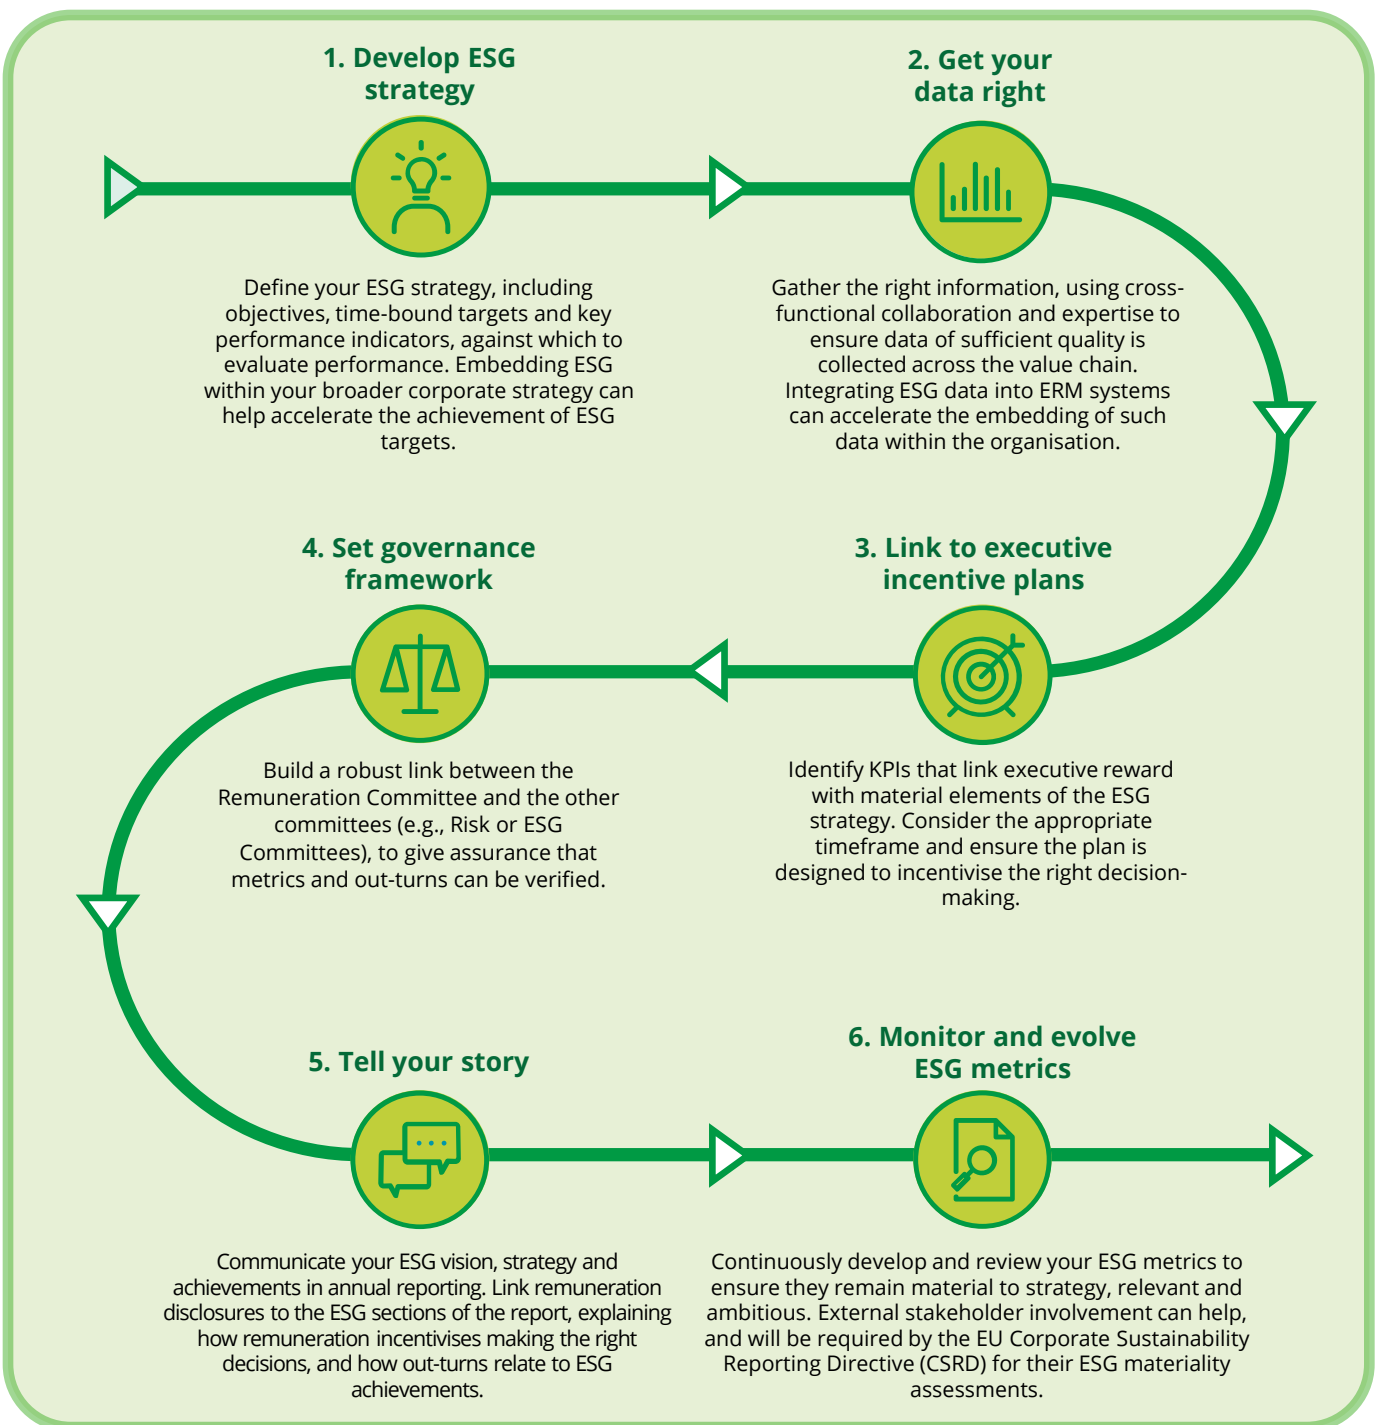 1. Develop ESG
strategy
Define your ESG strategy, including
objectives, time-bound targets and key
performance indicators, against which to
evaluate performance. Embedding ESG
within your broader corporate strategy can
help accelerate the achievement of ESG
targets.
2. Get your
data right
Gather the right information, using cross-
functional collaboration and expertise to
ensure data of sufficient quality is
collected across the value chain.
Integrating ESG data into ERM systems
can accelerate the embedding of such
data within the organisation.
3. Link to executive
incentive plans
Identify KPIs that link executive reward
with material elements of the ESG
strategy. Consider the appropriate
timeframe and ensure the plan is
designed to incentivise the right decision-
making.
4. Set governance
framework
Build a robust link between the
Remuneration Committee and the other
committees (e.g., Risk or ESG
Committees), to give assurance that
metrics and out-turns can be verified.
5. Tell your story
Communicate your ESG vision, strategy and
achievements in annual reporting. Link remuneration
disclosures to the ESG sections of the report, explaining
how remuneration incentivises making the right
decisions, and how out-turns relate to ESG
achievements.
6. Monitor and evolve
ESG metrics
Continuously develop and review your ESG metrics to
ensure they remain material to strategy, relevant and
ambitious. External stakeholder involvement can help,
and will be required by the EU Corporate Sustainability
Reporting Directive (CSRD) for their ESG materiality
assessments.